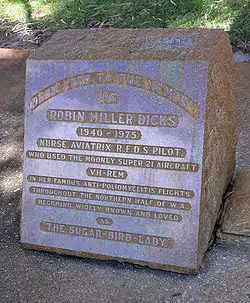 DEDICATED TO THE MEMORY
OF
ROBIN MILLER DICKS
1940 - 1975
NURSE AVIATRIX R.F.D.S. PILOT
WHO USED THE MOONEY SUPER 21 AIRCRAFT
VH-REM
IN HER FAMOUS ANTI-POLIOMYELITIS FLIGHTS
THROUGHOUT THE NORTHERN HALF OF W.A.
BECOMING WIDELY KNOWN AND LOVED
AS
THE SUGAR-BIRD-LADY